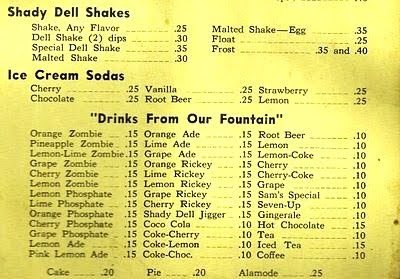 Shady Dell Shakes
Shake, Any Flavor .25 Malted Shake—Egg .35
Dell Shake (2) dips .30 Float .25
Special Dell Shake .35 Frost .35 and .40
Malted Shake .30
Ice Cream Sodas
Cherry .25 Vanilla .25 Strawberry .25
Chocolate .25 Root Beer .25 Lemon .25
"Drinks From Our Fountain"
Orange Zombie .15 Orange Ade .15 Root Beer .10
Pineapple Zombie .15 Lime Ade .15 Lemon .10
Lemon-Lime Zombie .15 Grape Ade .15 Lemon-Coke .10
Grape Zombie .15 Orange Rickey .15 Cherry .10
Cherry Zombie .15 Lime Rickey .15 Cherry-Coke .10
Lemon Zombie .15 Lemon Rickey .15 Grape .10
Lemon Phosphate .15 Grape Rickey .15 Sam's Special .10
Lime Phosphate .15 Cherry Rickey .15 Seven-Up .10
Orange Phosphate .15 Shady Dell Jigger .15 Gingerale .10
Cherry Phosphate .15 Coco Cola .10 Hot Chocolate .15
Grape Phosphate .15 Coke-Cherry .10 Tea .10
Lemon Ade .15 Coke-Lemon .10 Iced Tea .15
Pink Lemon Ade .15 Coke-Choc. .10 Coffee .10
Cake .20 Pie .20 Alamode .25